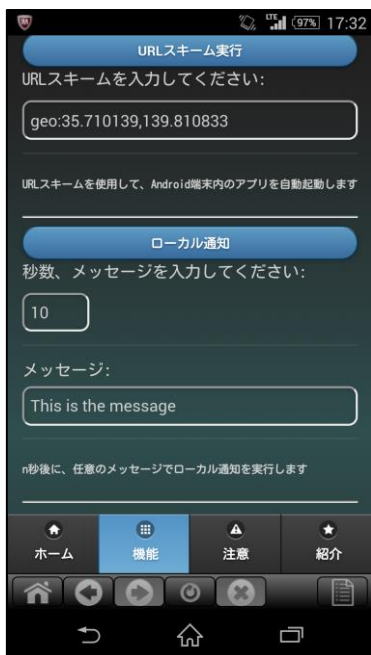 LTE 97% 17:32
URLスキーム実行
URLスキームを入力してください:
geo:35.710139,139.810833
URLスキームを使用して、Android端末内のアプリを自動起動します
ローカル通知
秒数、メッセージを入力してください:
10
メッセージ:
This is the message
n秒後に、任意のメッセージでローカル通知を実行します
ホーム 機能 注意 紹介